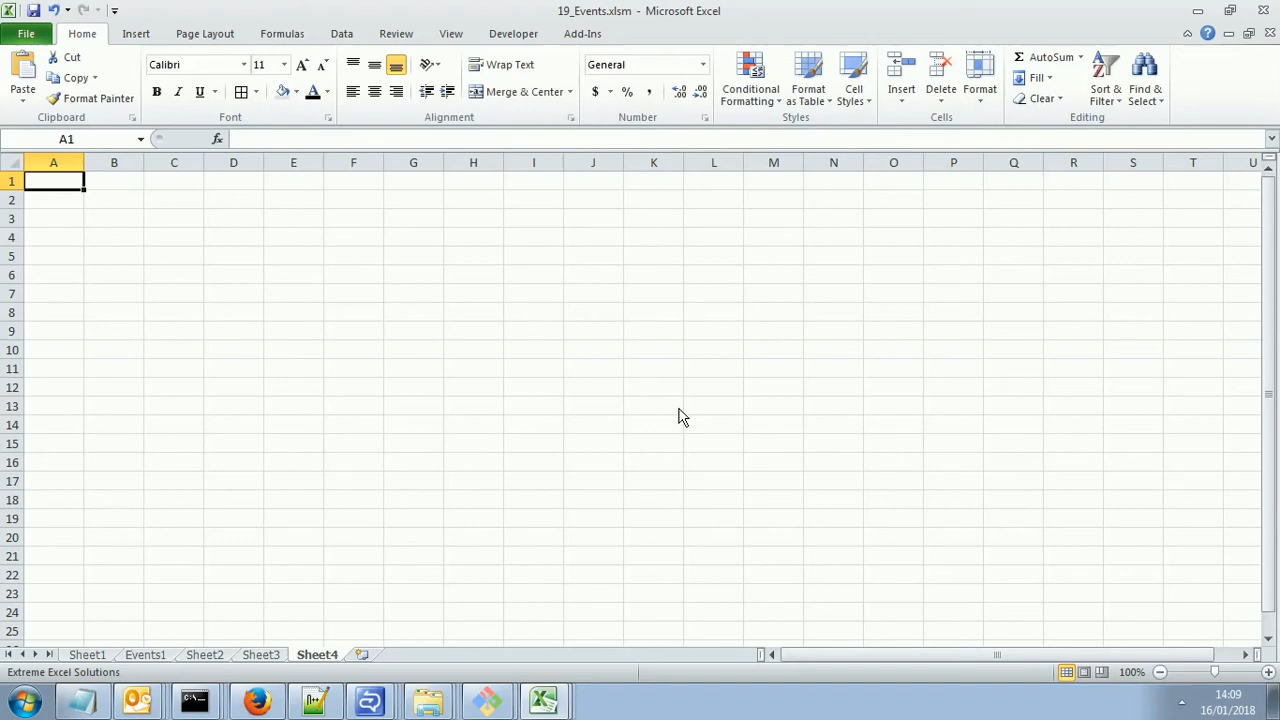 19_Events.xlsm - Microsoft Excel
File Home Insert Page Layout Formulas Data Review View Developer Add-Ins
Paste
Cut
Copy
Format Painter
Clipboard
Calibri 11
B I U
Font
Wrap Text
Merge & Center
Alignment
General
$ % ,
Number
Conditional Formatting
Format as Table
Cell Styles
Styles
Insert
Delete
Format
Cells
Σ AutoSum
Fill
Clear
Sort & Filter
Find & Select
Editing
A1 fx
A B C D E F G H I J K L M N O P Q R S T U
1
2
3
4
5
6
7
8
9
10
11
12
13
14
15
16
17
18
19
20
21
22
23
24
25
Sheet1 Events1 Sheet2 Sheet3 Sheet4
Extreme Excel Solutions 100%
14:09
16/01/2018